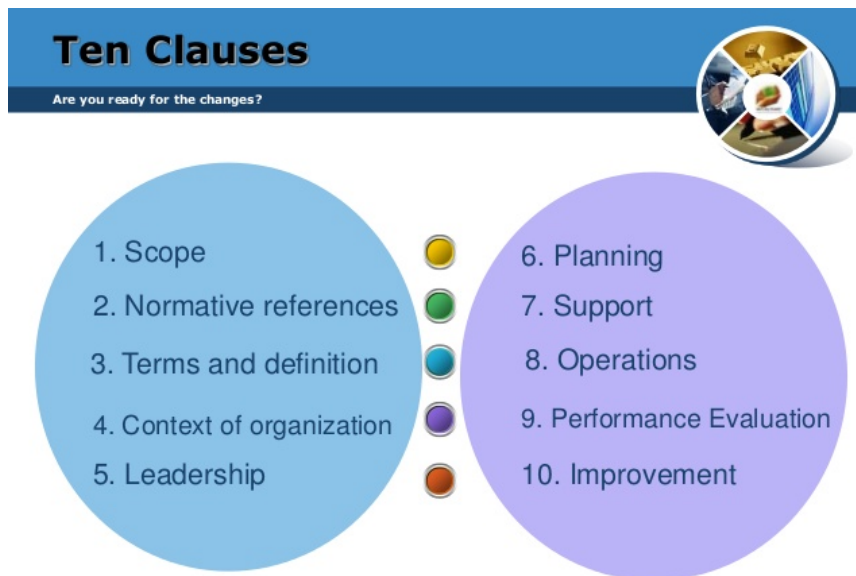 Ten Clauses
Are you ready for the changes?
1. Scope
2. Normative references
3. Terms and definition
4. Context of organization
5. Leadership
6. Planning
7. Support
8. Operations
9. Performance Evaluation
10. Improvement